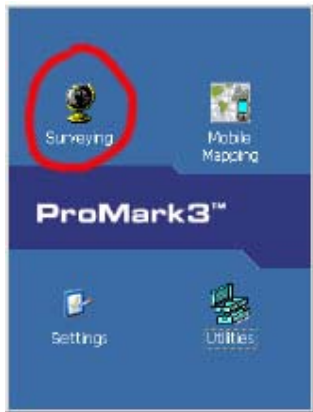 Surveying
Mobile
Mapping
ProMark3™
Settings
Utilities